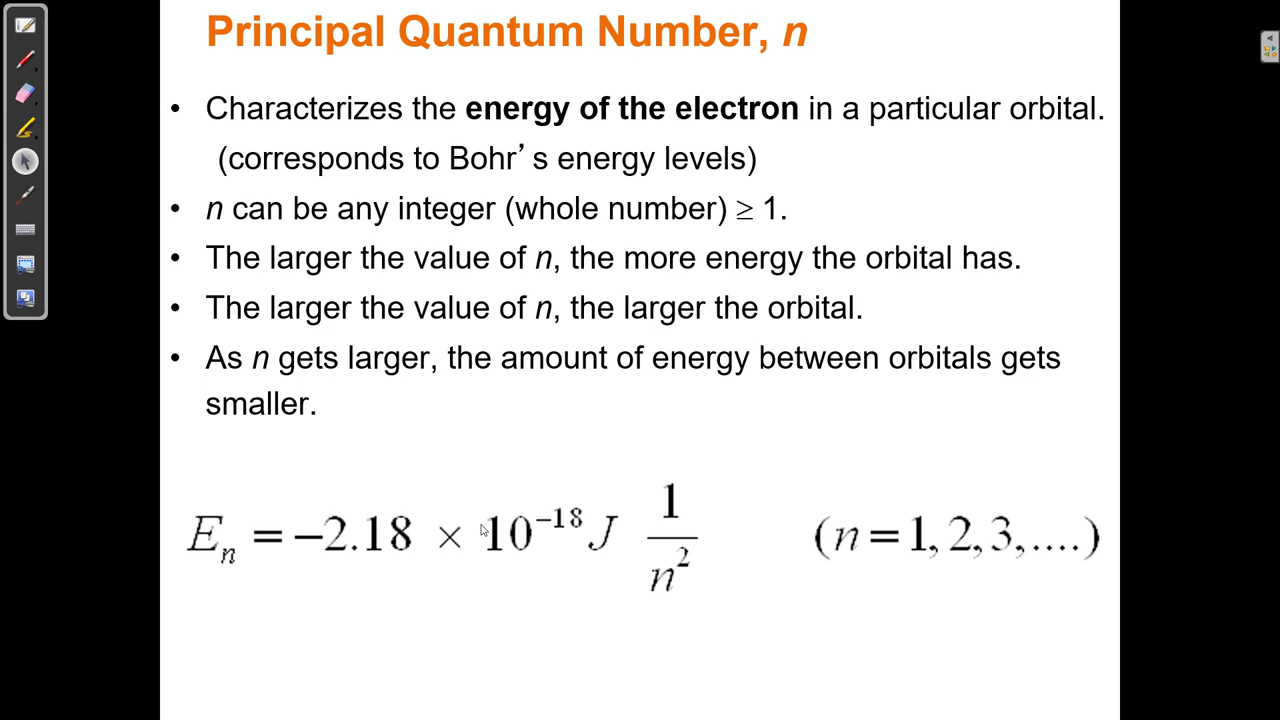 Principal Quantum Number, n
• Characterizes the energy of the electron in a particular orbital.
(corresponds to Bohr’s energy levels)
• n can be any integer (whole number) ≥ 1.
• The larger the value of n, the more energy the orbital has.
• The larger the value of n, the larger the orbital.
• As n gets larger, the amount of energy between orbitals gets
smaller.
Eₙ = −2.18 × 10⁻¹⁸ J 1/n² (n = 1, 2, 3, ....)